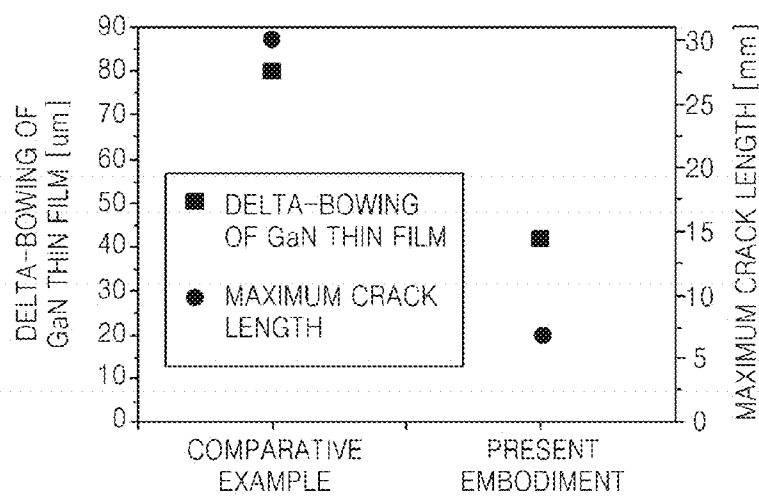 DELTA-BOWING OF
GaN THIN FILM [um]
90
80
70
60
50
40
30
20
10
0
DELTA-BOWING
OF GaN THIN FILM
MAXIMUM CRACK
LENGTH
30
25
20
15
10
5
0
MAXIMUM CRACK LENGTH [mm]
COMPARATIVE
EXAMPLE
PRESENT
EMBODIMENT